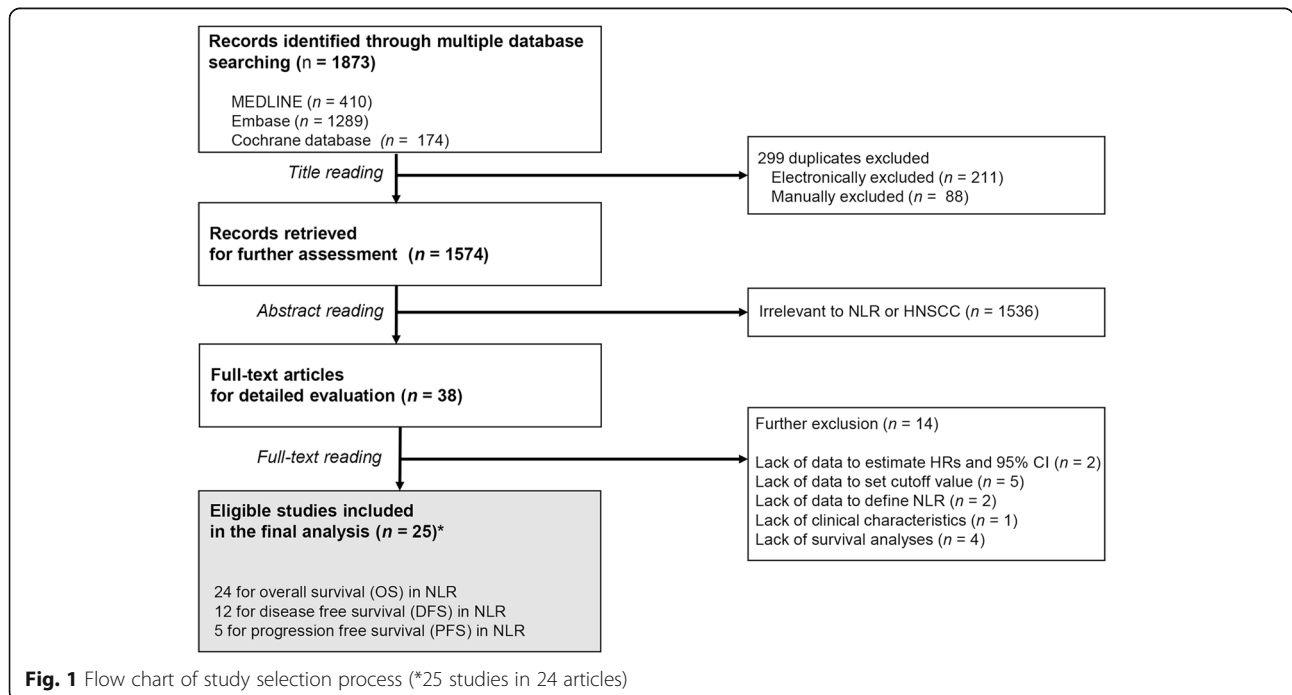 Records identified through multiple database
searching (n = 1873)
MEDLINE (n = 410)
Embase (n = 1289)
Cochrane database (n = 174)
Title reading
299 duplicates excluded
Electronically excluded (n = 211)
Manually excluded (n = 88)
Records retrieved
for further assessment (n = 1574)
Abstract reading
Irrelevant to NLR or HNSCC (n = 1536)
Full-text articles
for detailed evaluation (n = 38)
Full-text reading
Further exclusion (n = 14)
Lack of data to estimate HRs and 95% CI (n = 2)
Lack of data to set cutoff value (n = 5)
Lack of data to define NLR (n = 2)
Lack of clinical characteristics (n = 1)
Lack of survival analyses (n = 4)
Eligible studies included
in the final analysis (n = 25)*
24 for overall survival (OS) in NLR
12 for disease free survival (DFS) in NLR
5 for progression free survival (PFS) in NLR
Fig. 1 Flow chart of study selection process (*25 studies in 24 articles)